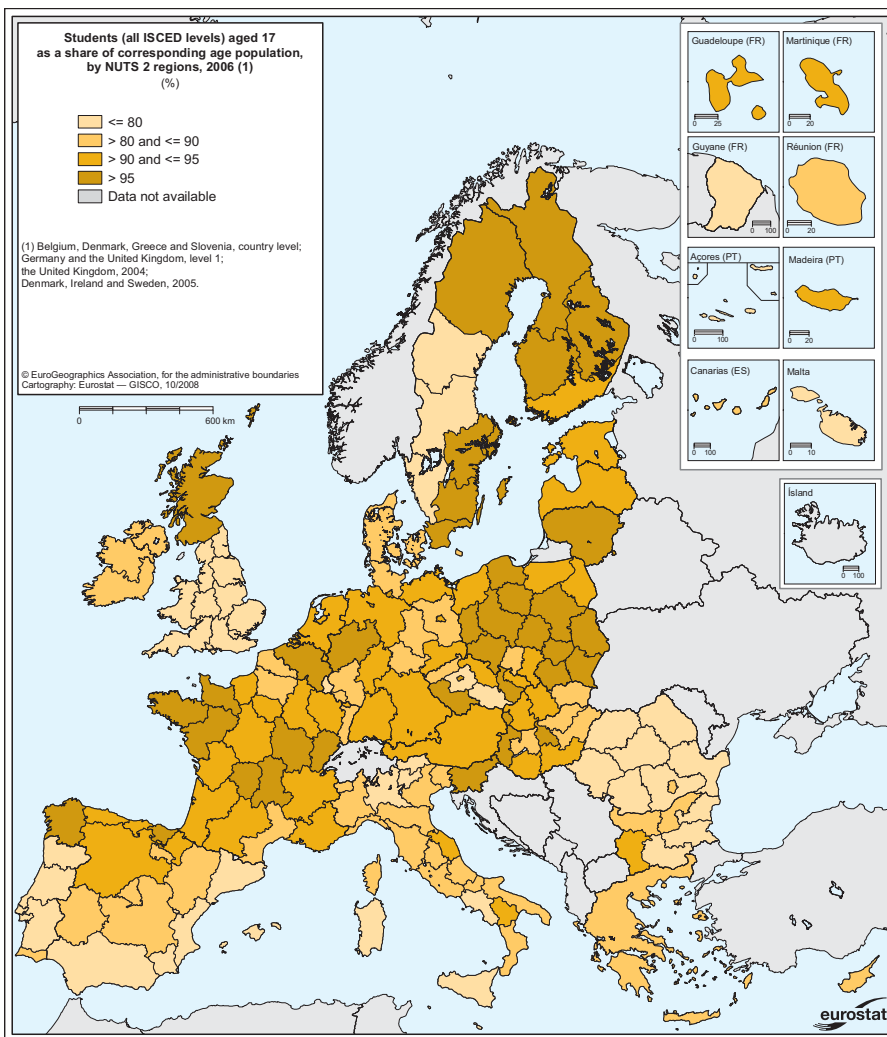 Students (all ISCED levels) aged 17
as a share of corresponding age population,
by NUTS 2 regions, 2006 (1)
(%)
<= 80
> 80 and <= 90
> 90 and <= 95
> 95
Data not available
(1) Belgium, Denmark, Greece and Slovenia, country level;
Germany and the United Kingdom, level 1;
the United Kingdom, 2004;
Denmark, Ireland and Sweden, 2005.
© EuroGeographics Association, for the administrative boundaries
Cartography: Eurostat — GISCO, 10/2008
0 600 km
Guadeloupe (FR)
0 25
Martinique (FR)
0 20
Guyane (FR)
0 100
Réunion (FR)
0 20
Açores (PT)
0 100
Madeira (PT)
0 20
Canarias (ES)
0 100
Malta
0 10
Ísland
0 100
eurostat